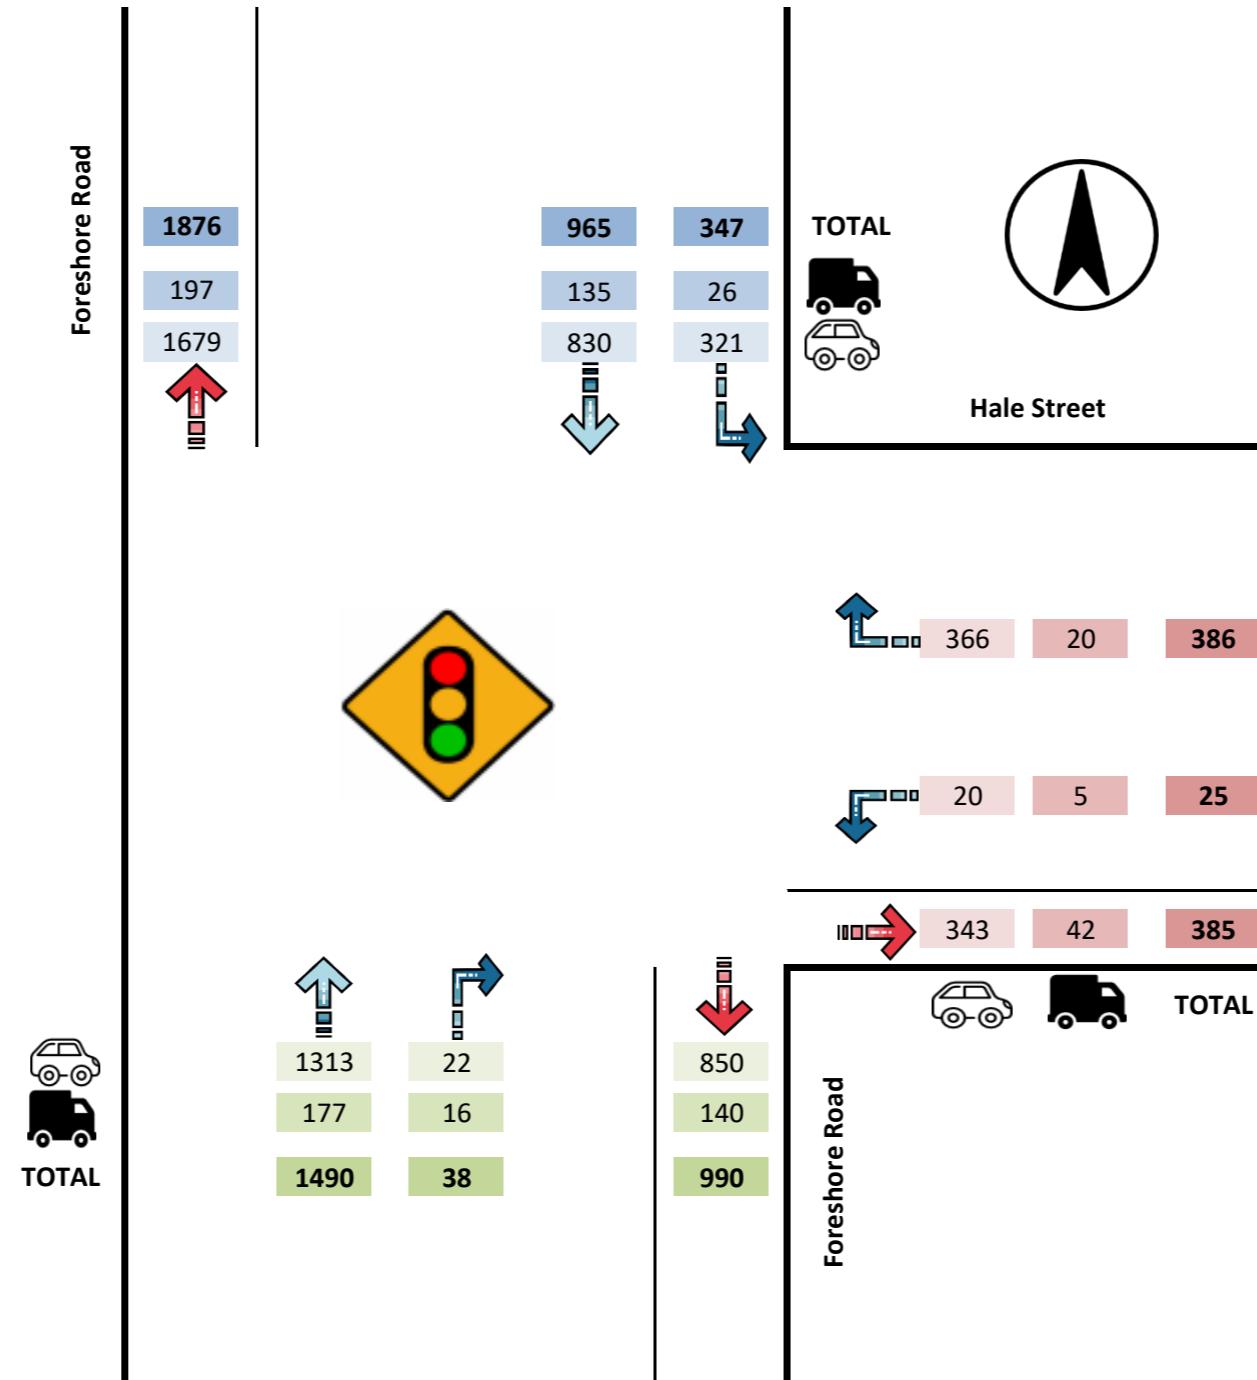 Foreshore Road
1876 965 347 TOTAL
197 135 26
1679 830 321
Hale Street
366 20 386
20 5 25
343 42 385
TOTAL
1313 22 850
177 16 140
TOTAL 1490 38 990
Foreshore Road